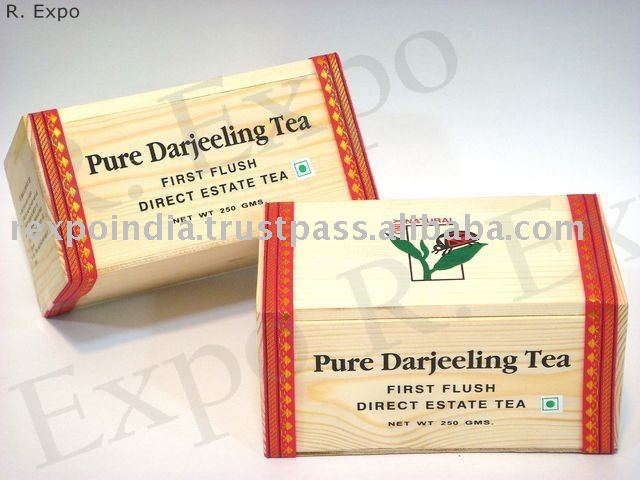 R. Expo
Pure Darjeeling Tea
FIRST FLUSH
DIRECT ESTATE TEA
NET WT 250 GMS.
rexpoindia.trustpass.alibaba.com
NATURAL
Pure Darjeeling Tea
FIRST FLUSH
DIRECT ESTATE TEA
NET WT 250 GMS.
R. Expo
Expo R. Expo